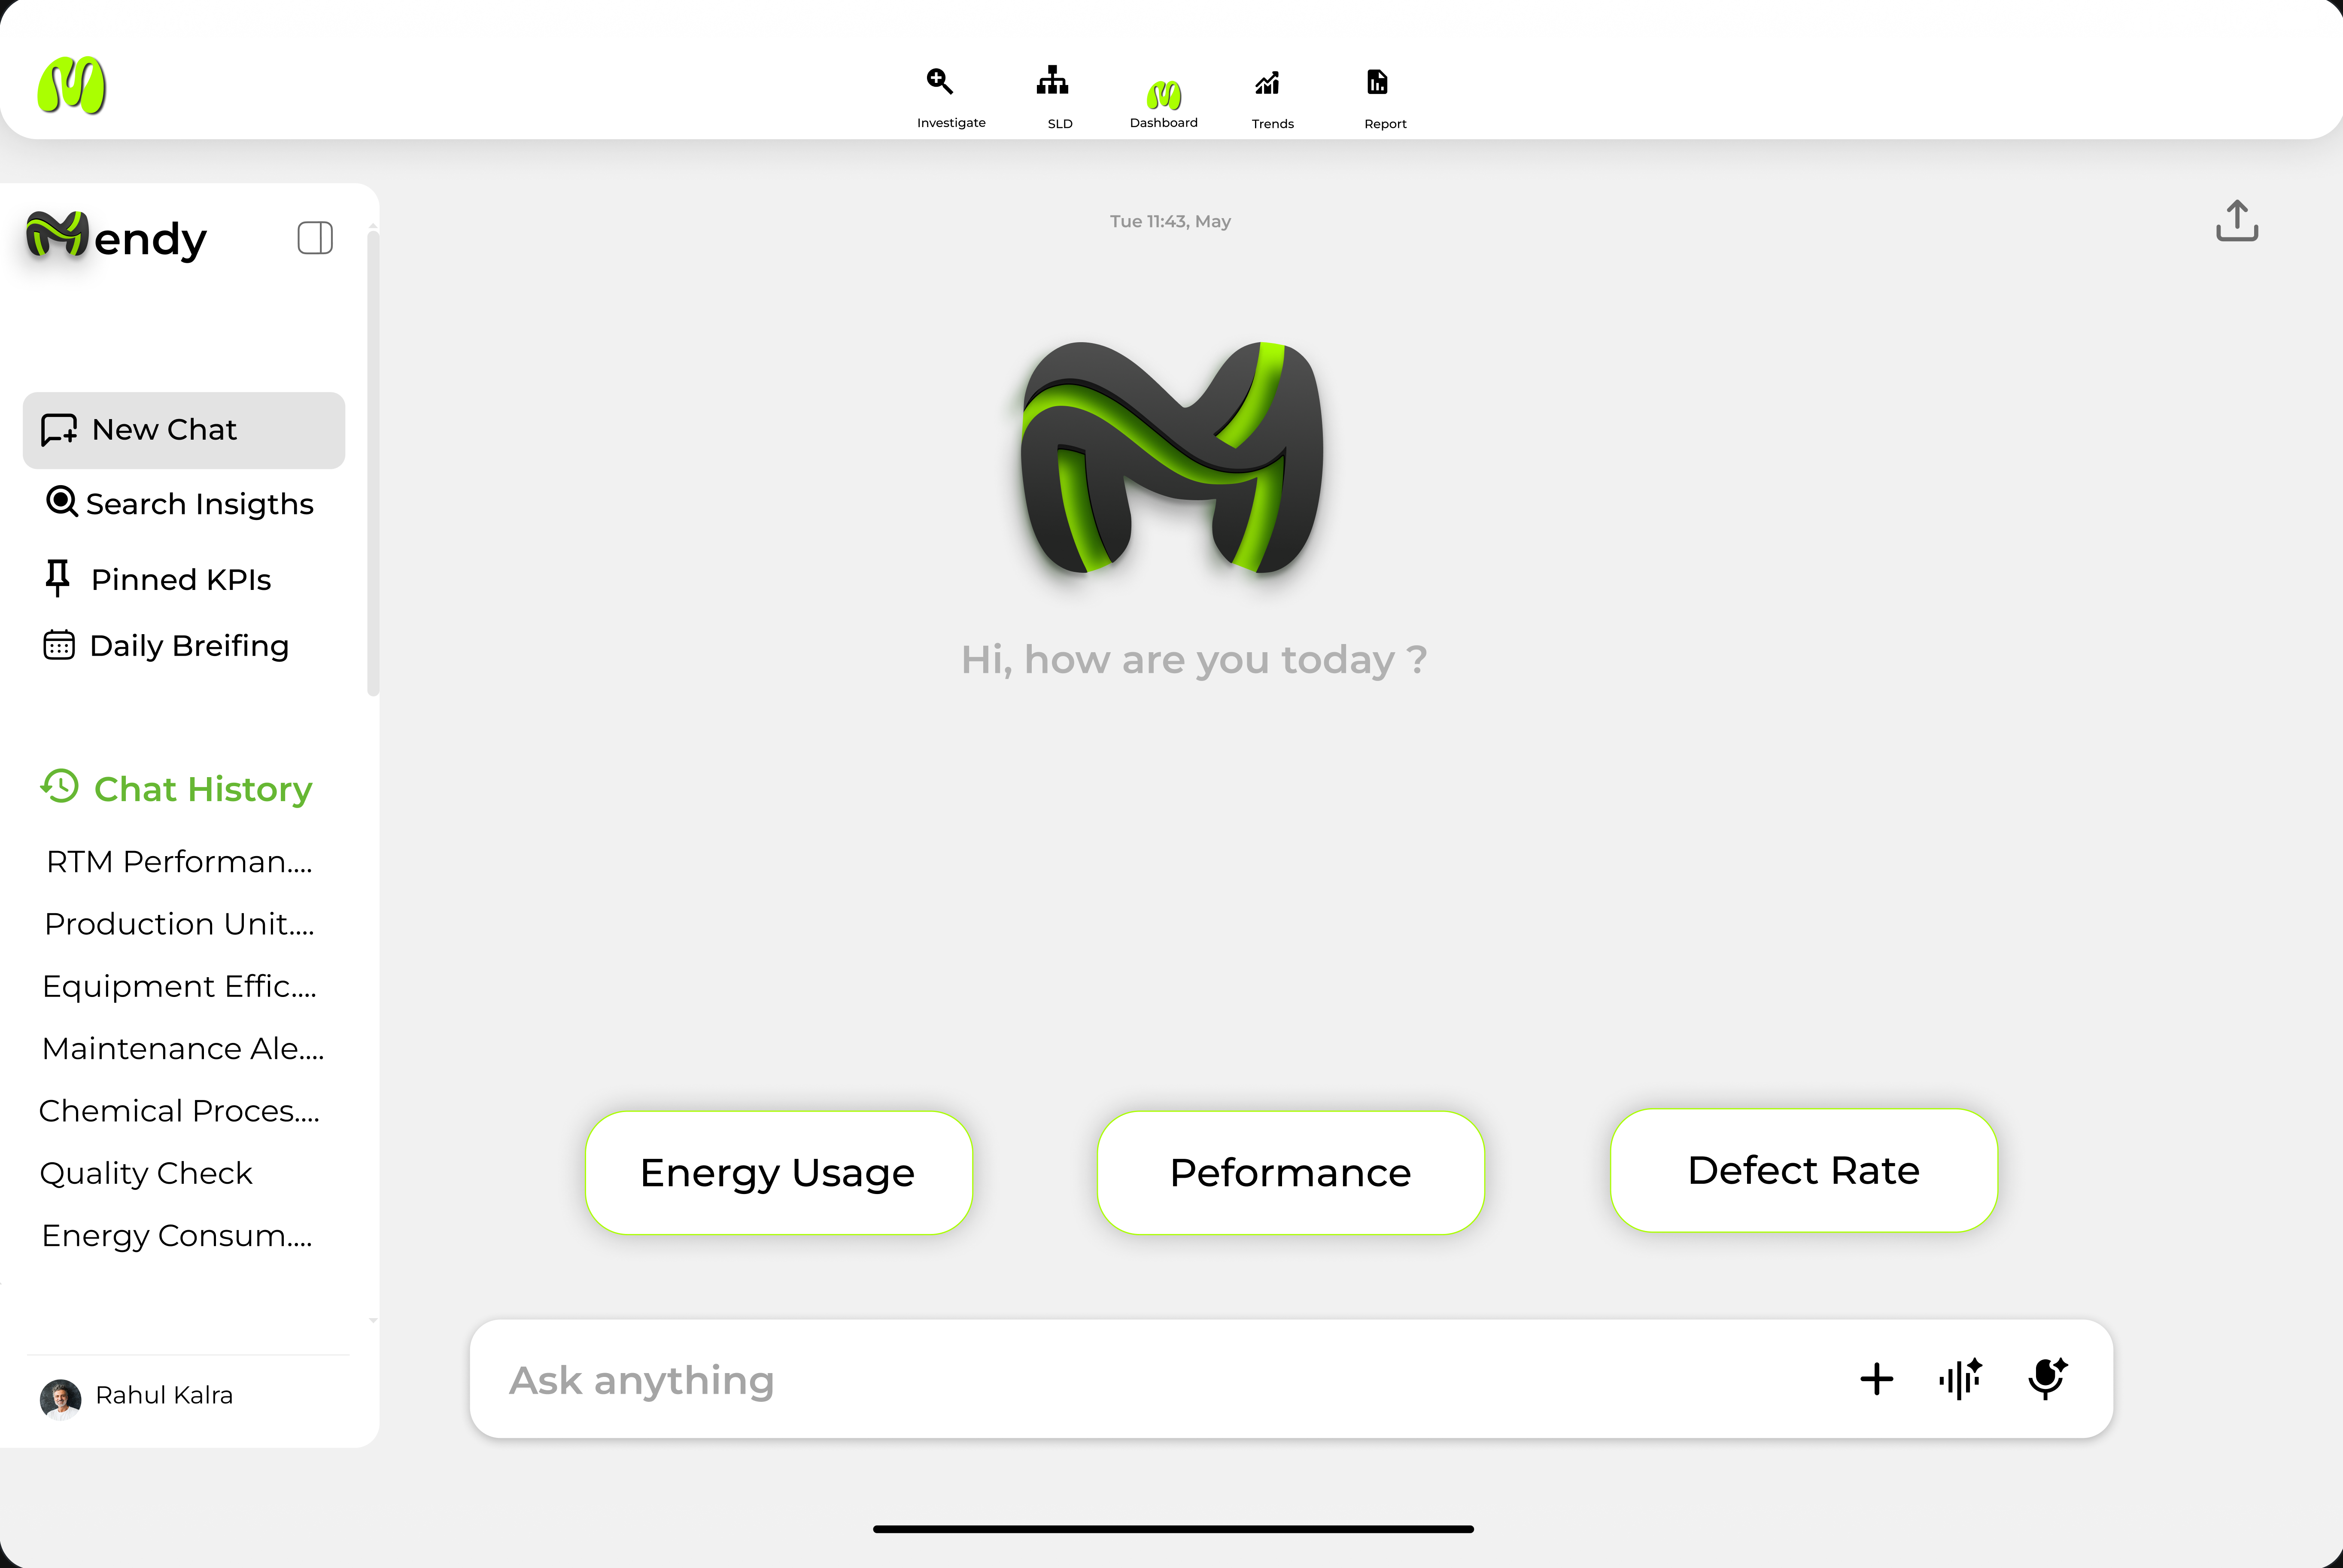 Investigate
SLD
Dashboard
Trends
Report
Mendy
Tue 11:43, May
New Chat
Search Insigths
Pinned KPIs
Daily Breifing
Chat History
RTM Performan....
Production Unit....
Equipment Effic....
Maintenance Ale....
Chemical Proces....
Quality Check
Energy Consum....
Rahul Kalra
Hi, how are you today ?
Energy Usage
Peformance
Defect Rate
Ask anything